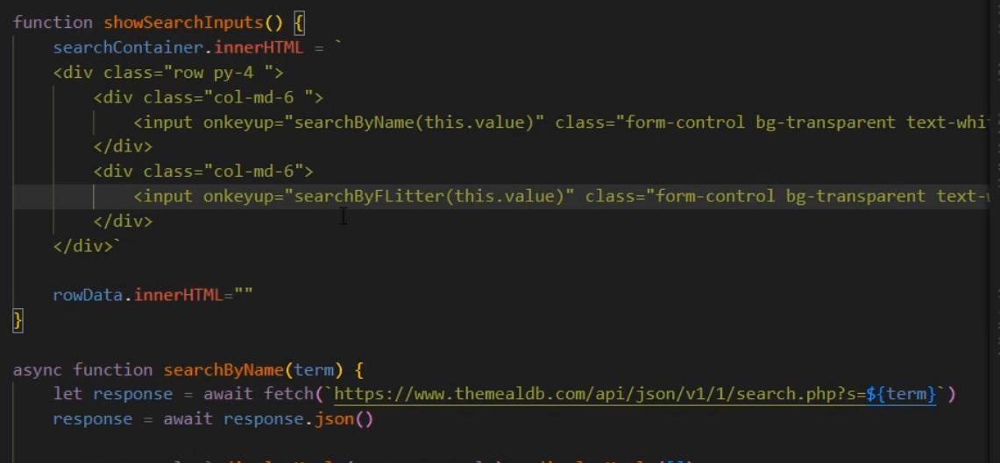 function showSearchInputs() {
searchContainer.innerHTML = `
<div class="row py-4 ">
<div class="col-md-6 ">
<input onkeyup="searchByName(this.value)" class="form-control bg-transparent text-whi
</div>
<div class="col-md-6">
<input onkeyup="searchByFLitter(this.value)" class="form-control bg-transparent text-w
</div>
</div>`
rowData.innerHTML=""
}
async function searchByName(term) {
let response = await fetch(`https://www.themealdb.com/api/json/v1/1/search.php?s=${term}`)
response = await response.json()